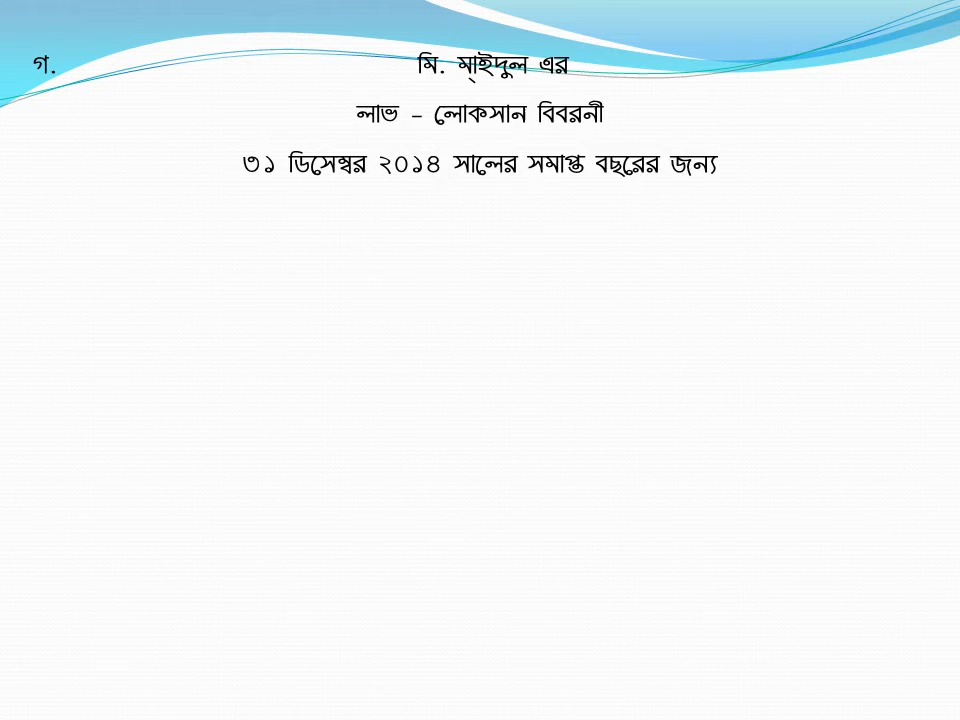 গ. মি. মা্ইদুল এর
লাভ – লোকসান বিবরনী
৩১ ডিসেম্বর ২০১৪ সালের সমাপ্ত বছরের জন্য